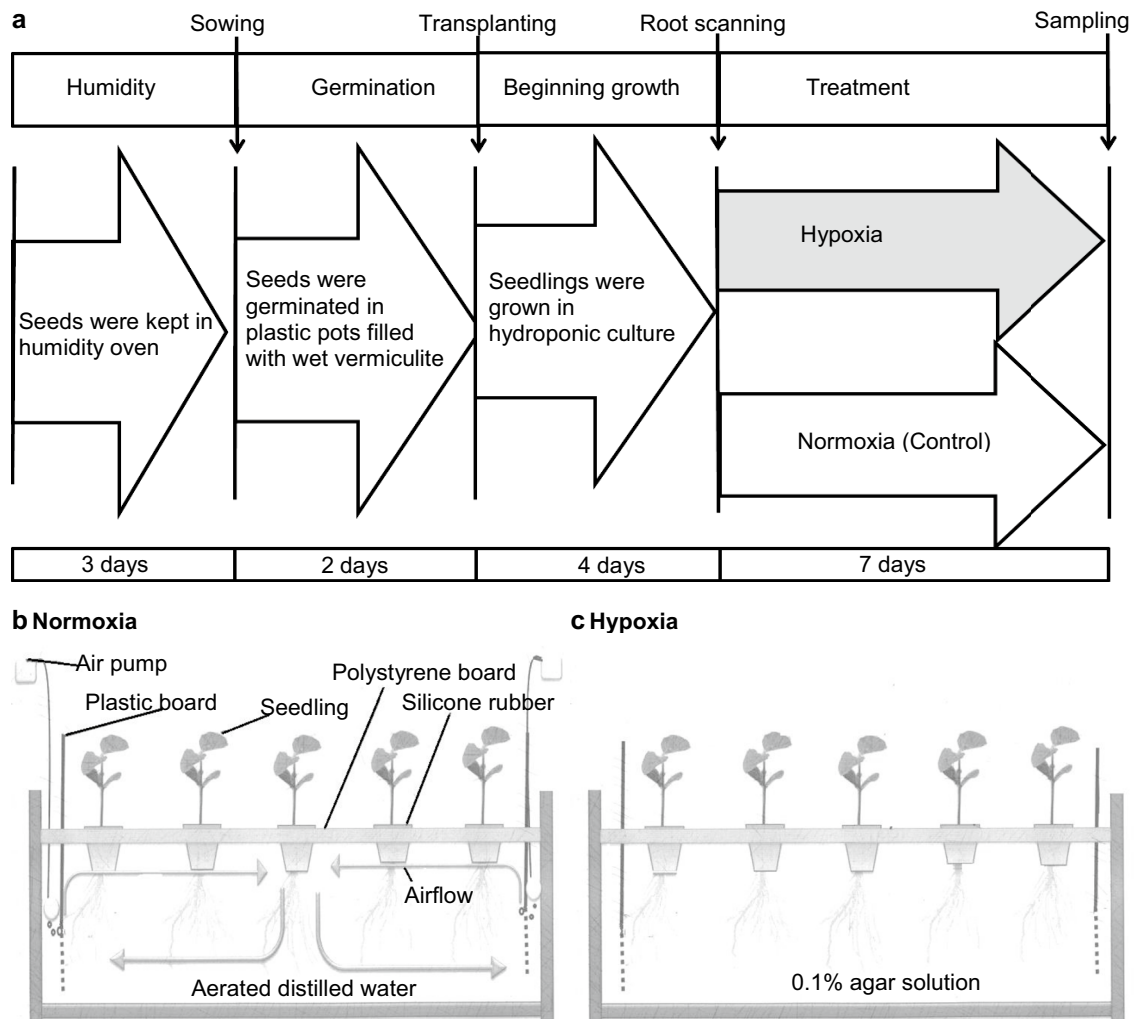 a
Sowing
Transplanting
Root scanning
Sampling
Humidity
Germination
Beginning growth
Treatment
Seeds were kept in
humidity oven
Seeds were
germinated in
plastic pots filled
with wet vermiculite
Seedlings were
grown in
hydroponic culture
Hypoxia
Normoxia (Control)
3 days
2 days
4 days
7 days
b Normoxia
Air pump
Plastic board
Seedling
Polystyrene board
Silicone rubber
Airflow
Aerated distilled water
c Hypoxia
0.1% agar solution